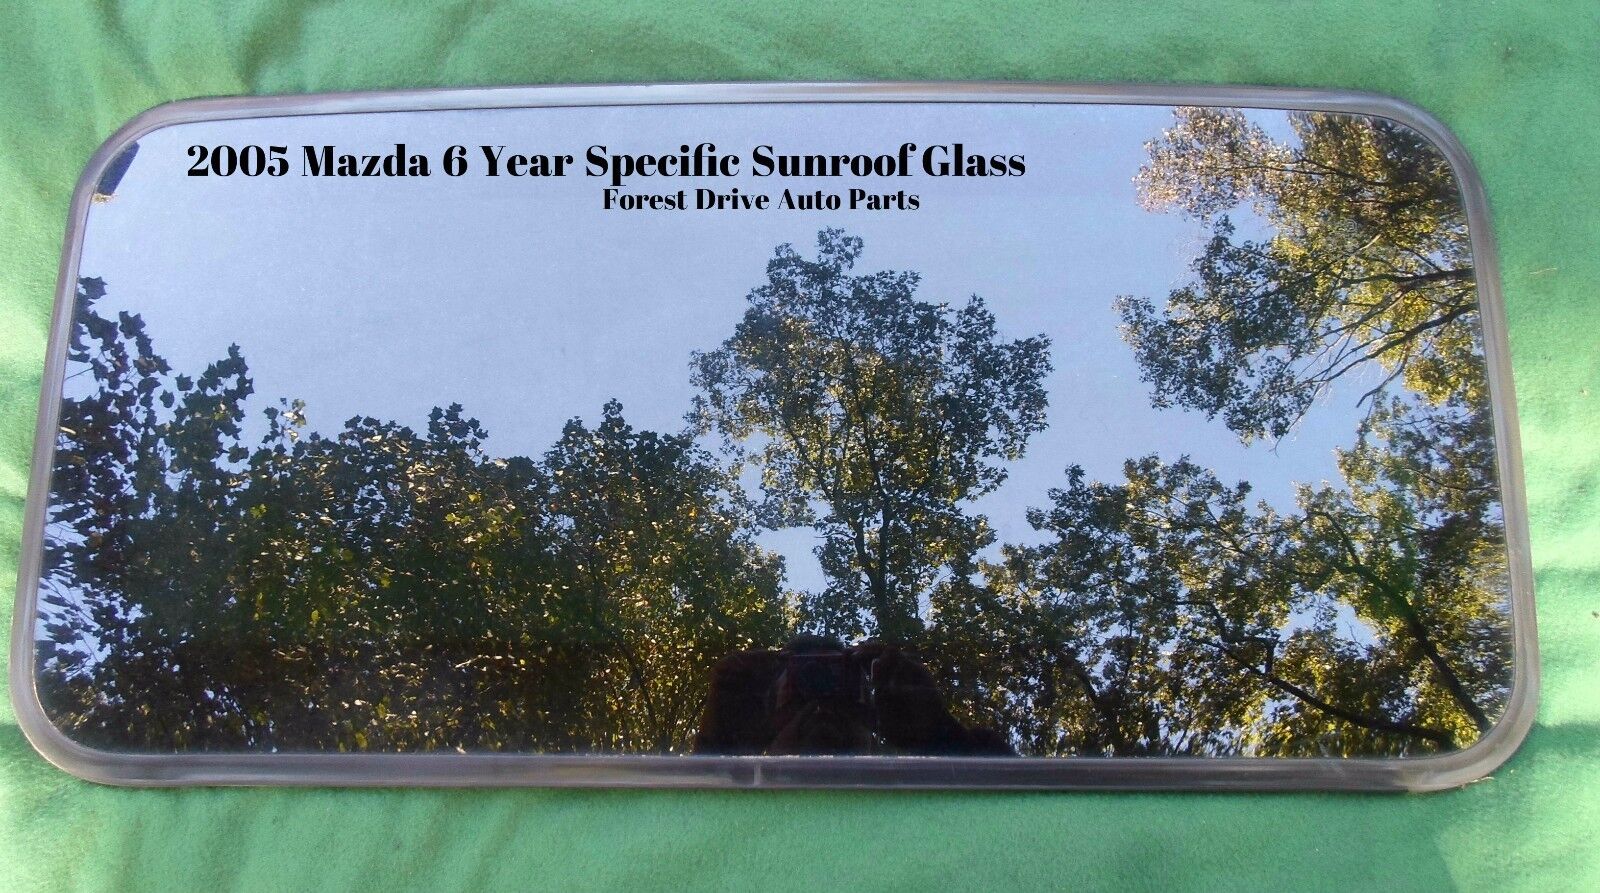 2005 Mazda 6 Year Specific Sunroof Glass
Forest Drive Auto Parts